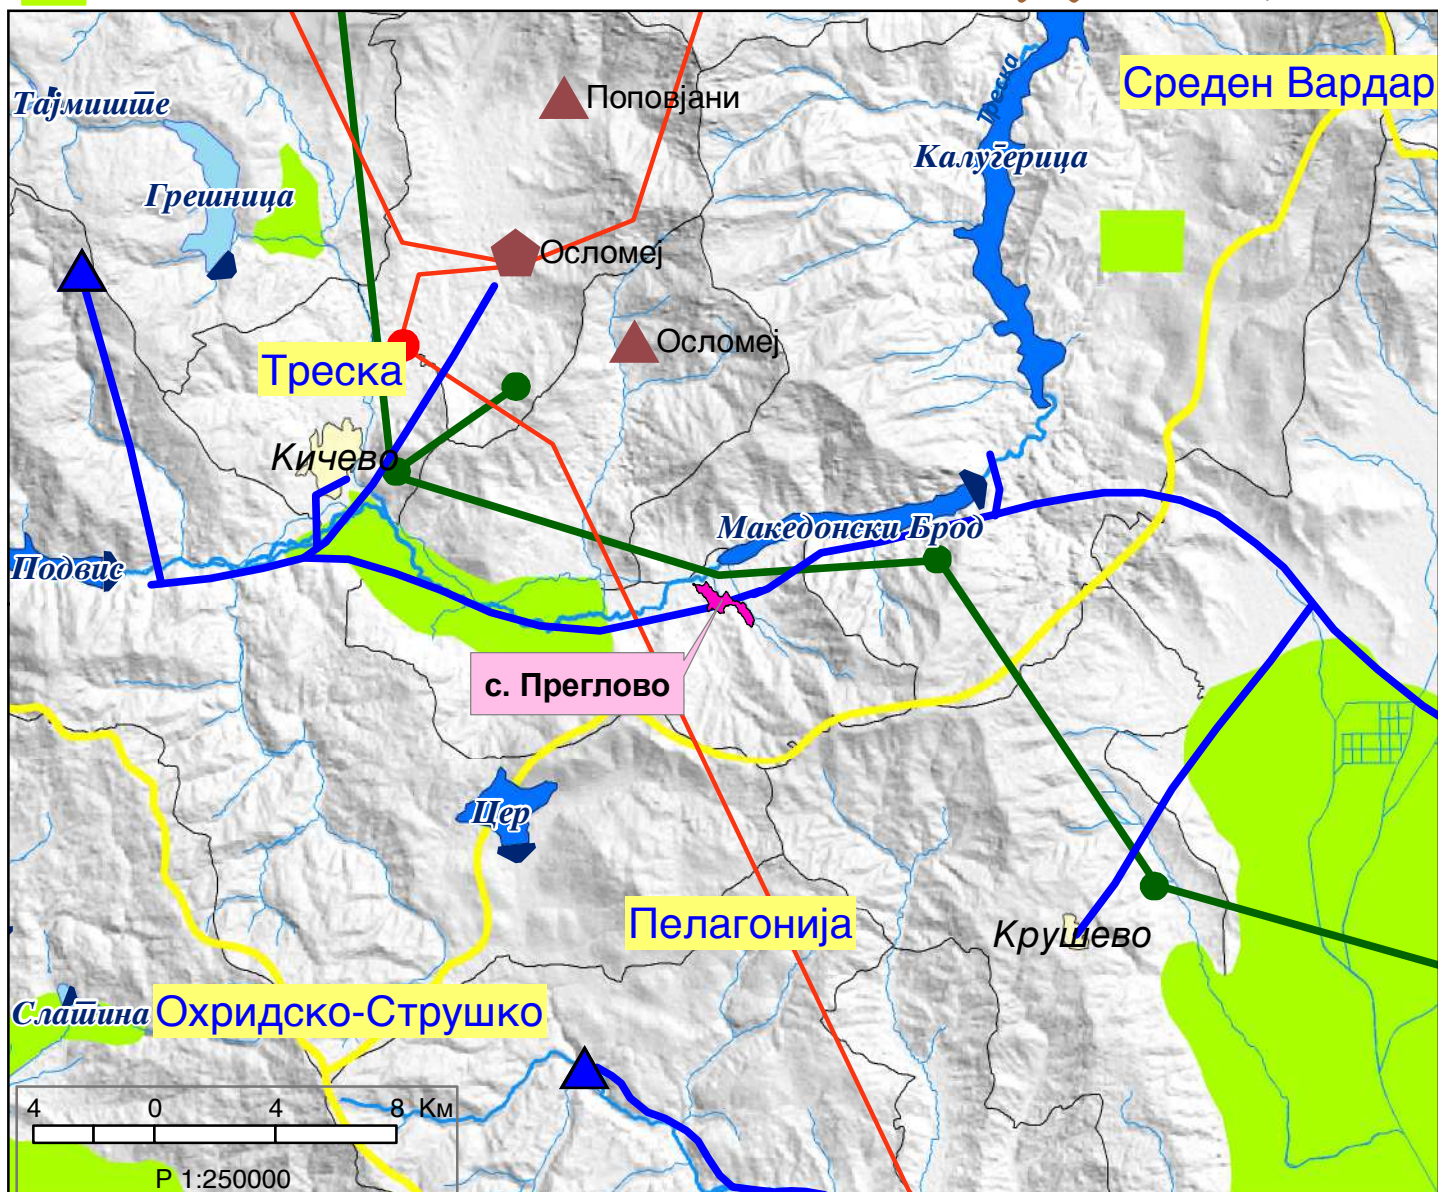 Среден Вардар
Тајмиште
Поповјани
Треска
Калугерица
Грешница
Осломеј
Осломеј
Треска
Кичево
Македонски Брод
Подвис
с. Преглово
Цер
Пелагонија
Крушево
Слатина
Охридско-Струшко
4 0 4 8 Км
Р 1:250000